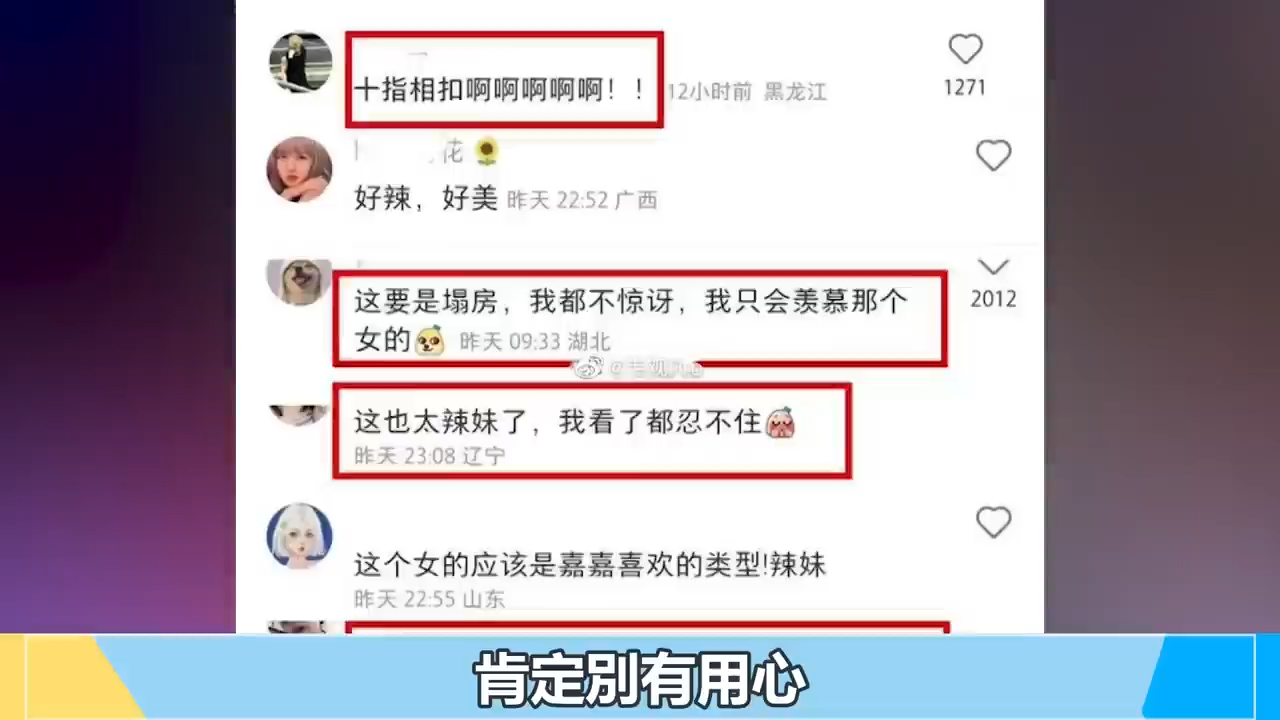 十指相扣啊啊啊啊啊！！ 12小时前 黑龙江
1271
花
好辣，好美 昨天 22:52 广西
这要是塌房，我都不惊讶，我只会羡慕那个
女的 昨天 09:33 湖北
2012
这也太辣妹了，我看了都忍不住
昨天 23:08 辽宁
这个女的应该是嘉嘉喜欢的类型!辣妹
昨天 22:55 山东
肯定别有用心